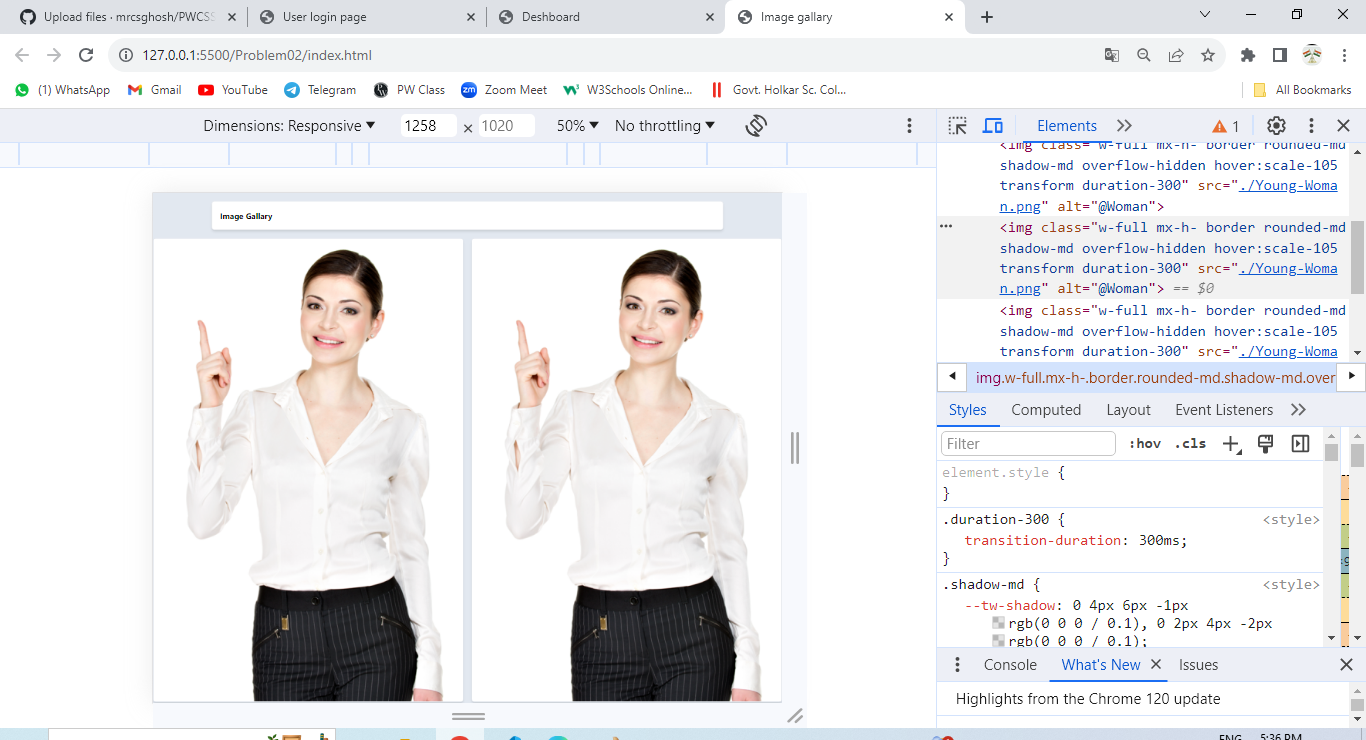 Upload files · mrcsghosh/PWCSS
User login page
Deshboard
Image gallary
127.0.0.1:5500/Problem02/index.html
(1) WhatsApp
Gmail
YouTube
Telegram
PW Class
Zoom Meet
W3Schools Online...
Govt. Holkar Sc. Col...
All Bookmarks
Dimensions: Responsive
1258
×
1020
50%
No throttling
Elements
1
Image Gallary
<img class="w-full mx-h- border rounded-md
shadow-md overflow-hidden hover:scale-105
transform duration-300" src="./Young-Woma
n.png" alt="@Woman">
<img class="w-full mx-h- border rounded-md
shadow-md overflow-hidden hover:scale-105
transform duration-300" src="./Young-Woma
n.png" alt="@Woman"> == $0
<img class="w-full mx-h- border rounded-md
shadow-md overflow-hidden hover:scale-105
transform duration-300" src="./Young-Woma
img.w-full.mx-h-.border.rounded-md.shadow-md.over
Styles
Computed
Layout
Event Listeners
Filter
:hov
.cls
element.style {
}
.duration-300 {
<style>
transition-duration: 300ms;
}
.shadow-md {
<style>
--tw-shadow: 0 4px 6px -1px
rgb(0 0 0 / 0.1), 0 2px 4px -2px
rgb(0 0 0 / 0.1);
Console
What's New
Issues
Highlights from the Chrome 120 update
ENG
5:36 PM